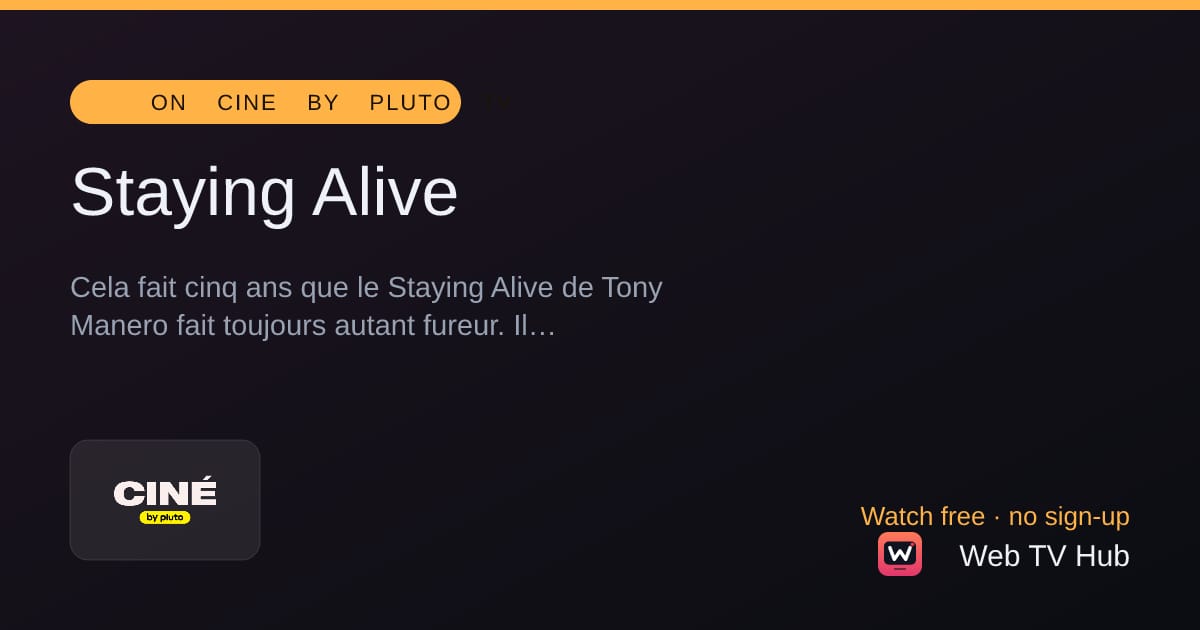 ON CINE BY PLUTO TV
Staying Alive
Cela fait cinq ans que le Staying Alive de Tony
Manero fait toujours autant fureur. Il…
CINÉ
by pluto
Watch free · no sign-up
W
Web TV Hub